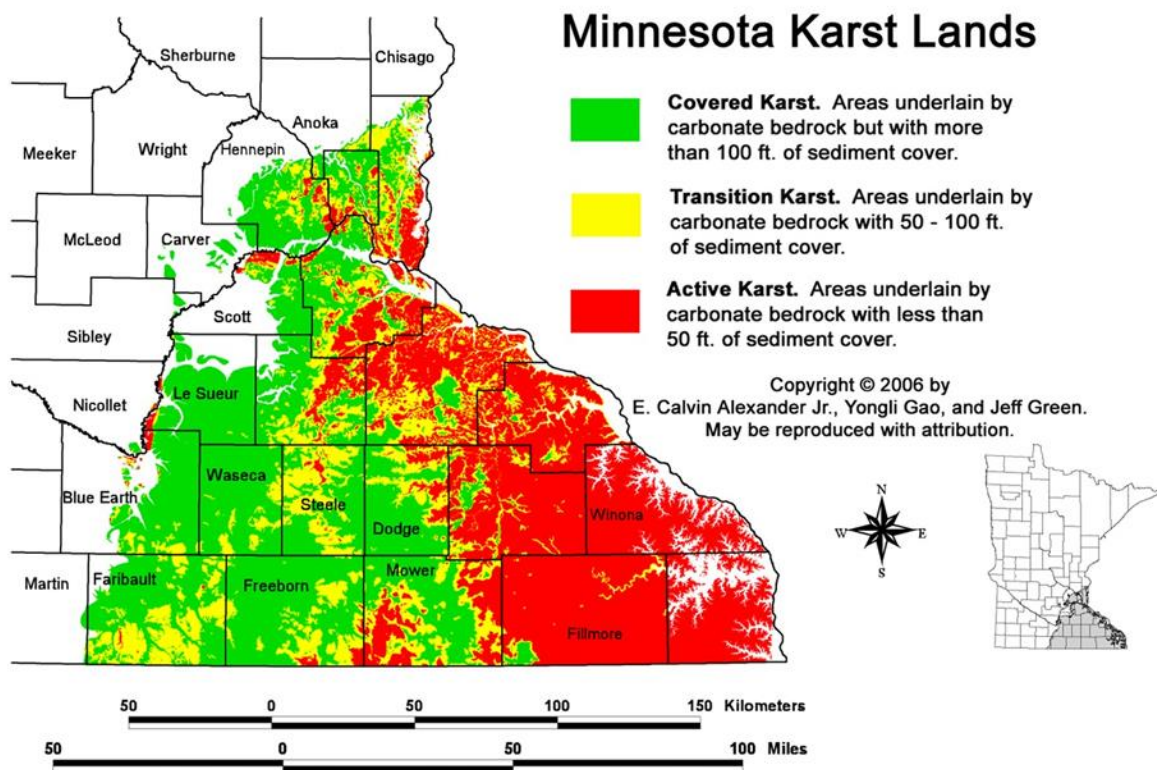 Minnesota Karst Lands
Covered Karst. Areas underlain by
carbonate bedrock but with more
than 100 ft. of sediment cover.
Transition Karst. Areas underlain by
carbonate bedrock with 50 - 100 ft.
of sediment cover.
Active Karst. Areas underlain by
carbonate bedrock with less than
50 ft. of sediment cover.
Copyright © 2006 by
E. Calvin Alexander Jr., Yongli Gao, and Jeff Green.
May be reproduced with attribution.
N
W E
S
Sherburne
Chisago
Anoka
Meeker
Wright
Hennepin
McLeod
Carver
Scott
Sibley
Le Sueur
Nicollet
Waseca
Blue Earth
Steele
Dodge
Winona
Martin
Faribault
Freeborn
Mower
Fillmore
50 0 50 100 150 Kilometers
50 0 50 100 Miles